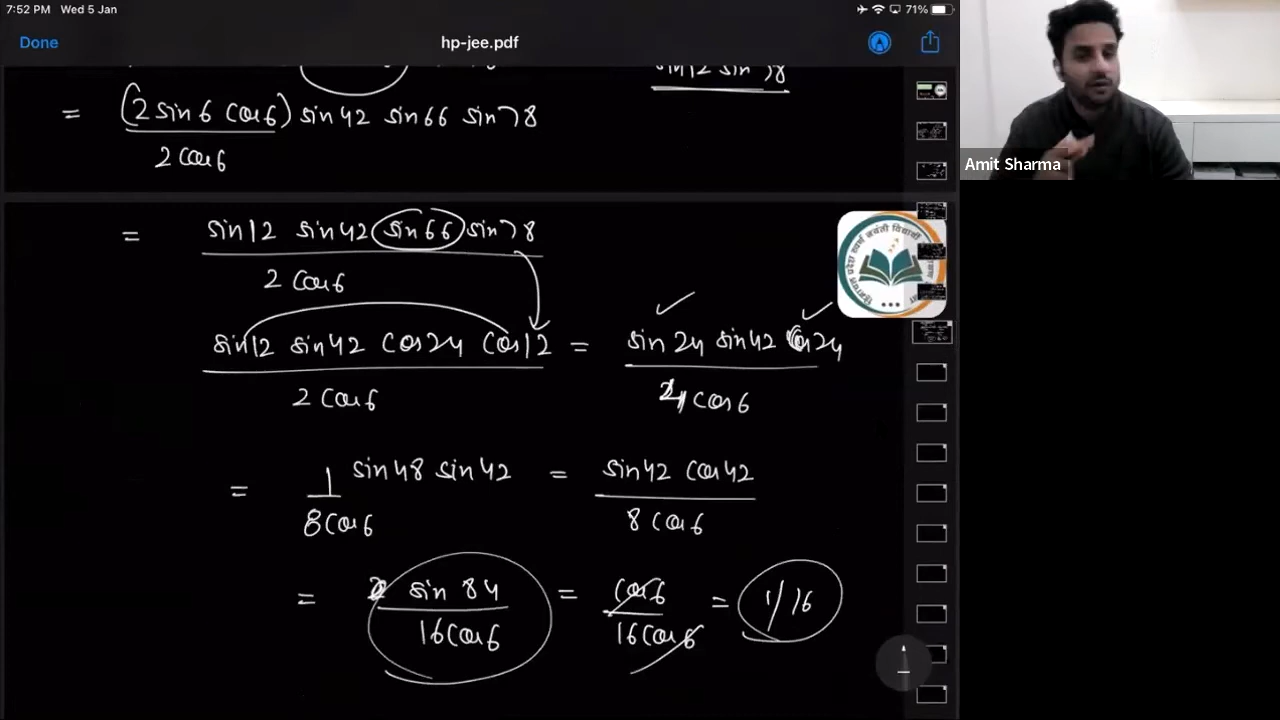 7:52 PM Wed 5 Jan
71%
Done
hp-jee.pdf
sin12 sin 78
= (2 sin 6 cos 6) sin 42 sin 66 sin 78
2 cos 6
= sin 12 sin 42 sin 66 sin 78
2 cos 6
sin 12 sin 42 cos 24 cos 12 = sin 24 sin 42 cos 24
2 cos 6
4 cos 6
= 1 sin 48 sin 42 = sin 42 cos 42
8 cos 6
8 cos 6
= sin 84 = cos 6 = 1/16
16 cos 6
16 cos 6
Amit Sharma